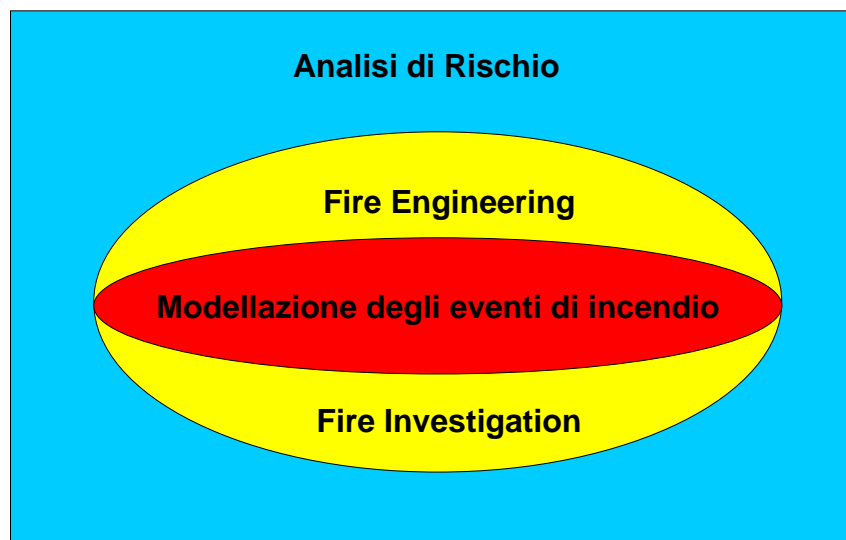 Analisi di Rischio
Fire Engineering
Modellazione degli eventi di incendio
Fire Investigation